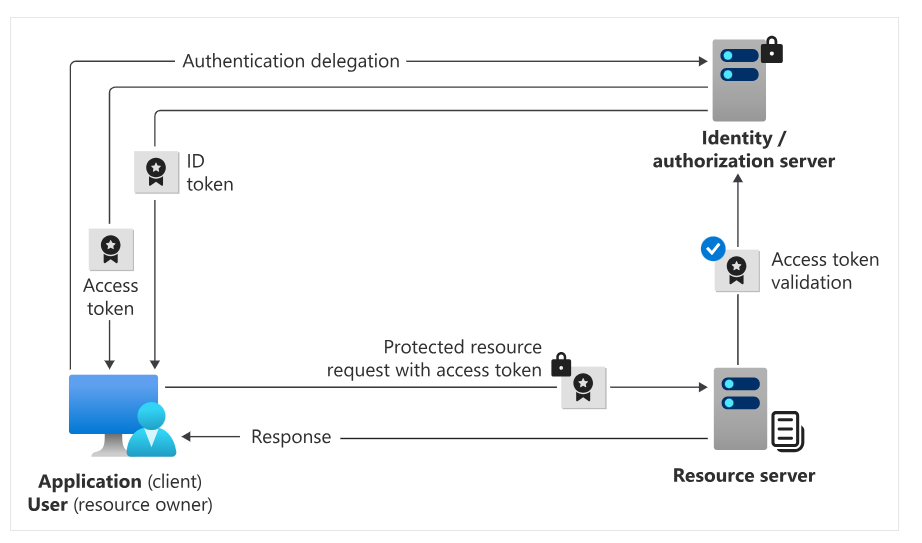 Authentication delegation
Identity /
authorization server
ID
token
Access
token
Access token
validation
Protected resource
request with access token
Response
Application (client)
User (resource owner)
Resource server